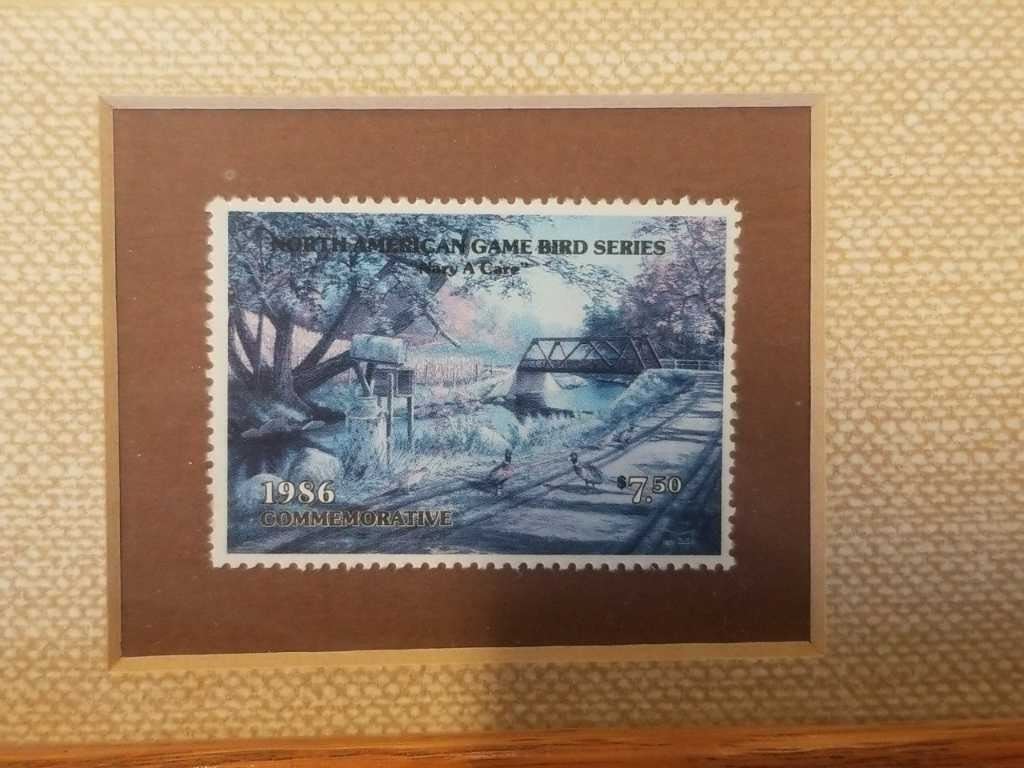 NORTH AMERICAN GAME BIRD SERIES
"Nary A Care"
1986
COMMEMORATIVE
$7.50